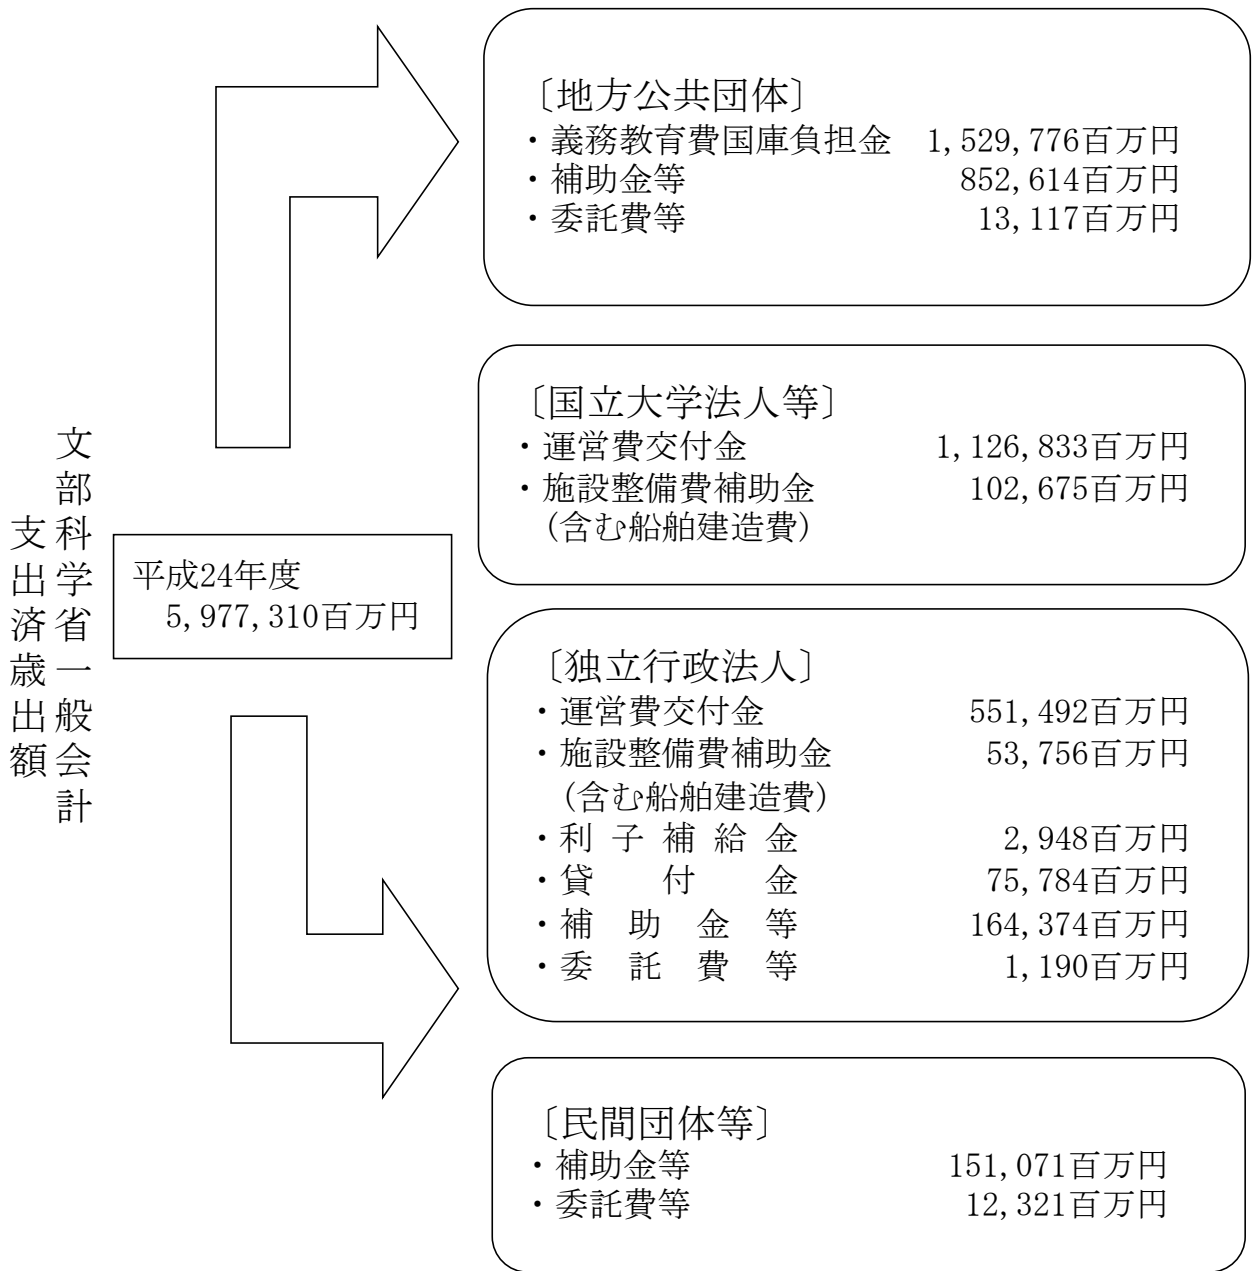 文部科学省一般会計
支出済歳出額
平成24年度
5,977,310百万円
〔地方公共団体〕
・義務教育費国庫負担金 1,529,776百万円
・補助金等 852,614百万円
・委託費等 13,117百万円
〔国立大学法人等〕
・運営費交付金 1,126,833百万円
・施設整備費補助金 102,675百万円
(含む船舶建造費)
〔独立行政法人〕
・運営費交付金 551,492百万円
・施設整備費補助金 53,756百万円
(含む船舶建造費)
・利子補給金 2,948百万円
・貸付金 75,784百万円
・補助金等 164,374百万円
・委託費等 1,190百万円
〔民間団体等〕
・補助金等 151,071百万円
・委託費等 12,321百万円